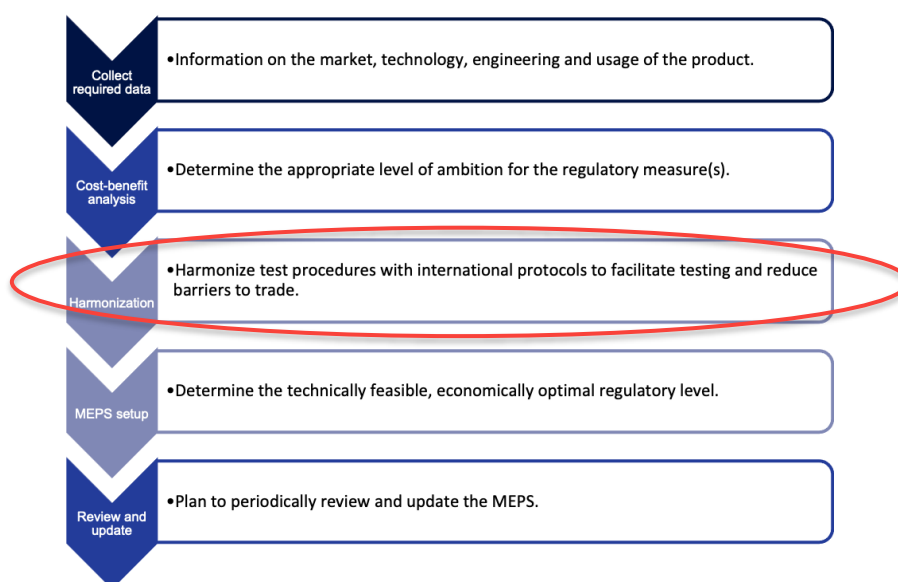 Collect
required data
•Information on the market, technology, engineering and usage of the product.
Cost-benefit
analysis
•Determine the appropriate level of ambition for the regulatory measure(s).
Harmonization
•Harmonize test procedures with international protocols to facilitate testing and reduce
barriers to trade.
MEPS setup
•Determine the technically feasible, economically optimal regulatory level.
Review and
update
•Plan to periodically review and update the MEPS.